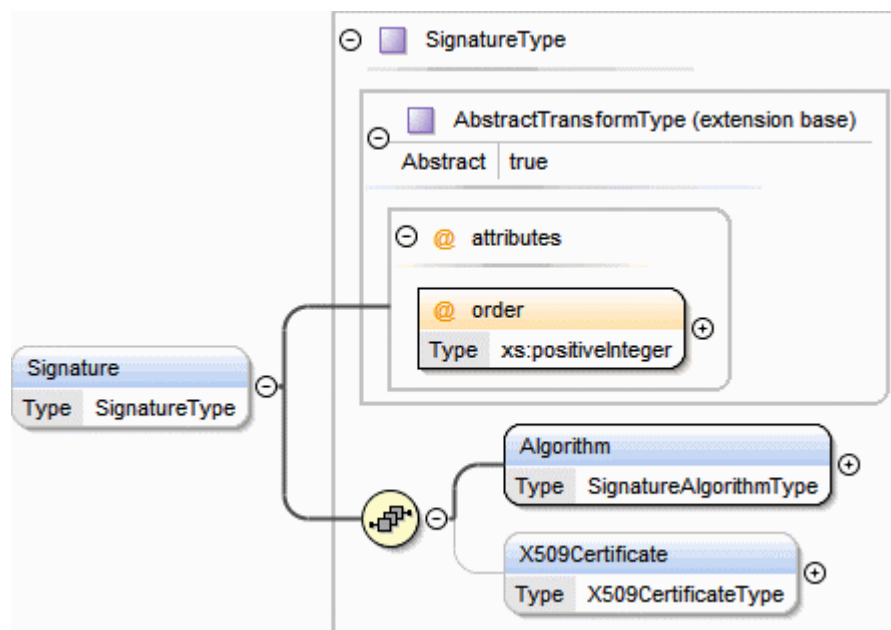 SignatureType
AbstractTransformType (extension base)
Abstract true
@ attributes
@ order
Type xs:positiveInteger
Signature
Type SignatureType
Algorithm
Type SignatureAlgorithmType
X509Certificate
Type X509CertificateType